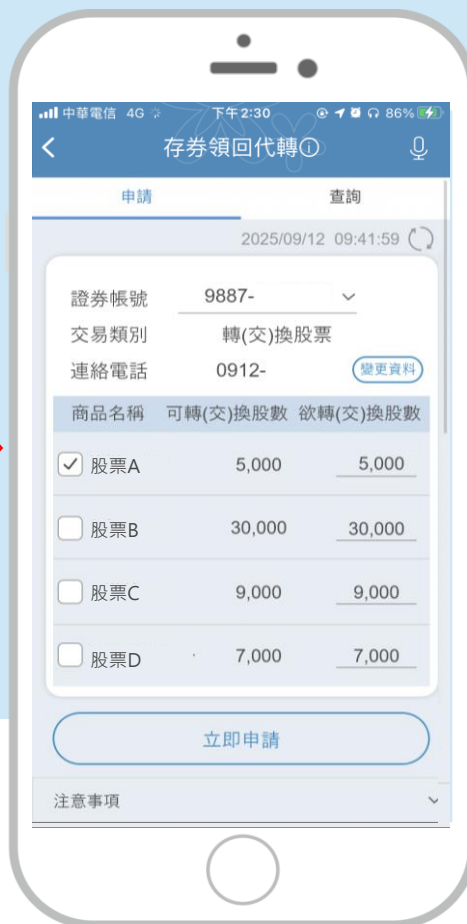 中華電信 4G 下午2:30 86%
存券領回代轉
申請 查詢
2025/09/12 09:41:59
證券帳號 9887-
交易類別 轉(交)換股票
連絡電話 0912- 變更資料
商品名稱 可轉(交)換股數 欲轉(交)換股數
股票A 5,000 5,000
股票B 30,000 30,000
股票C 9,000 9,000
股票D 7,000 7,000
立即申請
注意事項